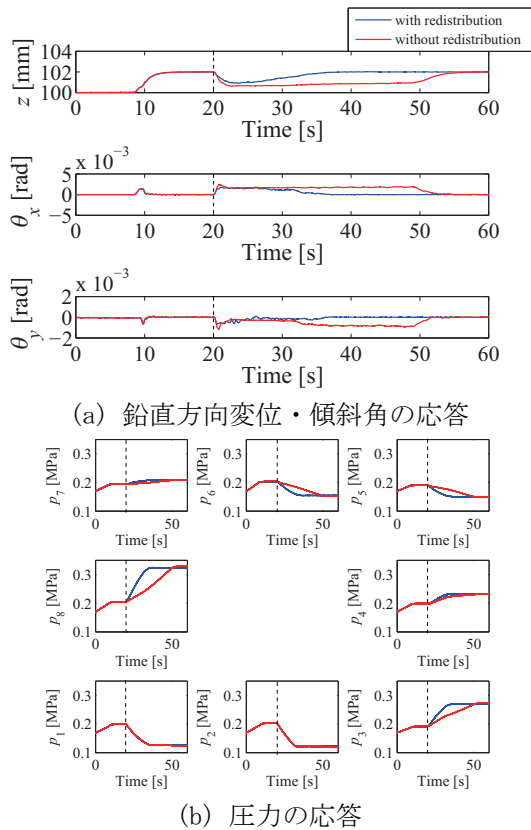 with redistribution
without redistribution
104
102
100
z [mm]
0 10 20 30 40 50 60
Time [s]
x 10⁻³
5
0
−5
θx [rad]
0 10 20 30 40 50 60
Time [s]
x 10⁻³
2
0
−2
θy [rad]
0 10 20 30 40 50 60
Time [s]
(a) 鉛直方向変位・傾斜角の応答
p7 [MPa]
0.3
0.2
0.1
0 50
Time [s]
p6 [MPa]
0.3
0.2
0.1
0 50
Time [s]
p5 [MPa]
0.3
0.2
0.1
0 50
Time [s]
p8 [MPa]
0.3
0.2
0.1
0 50
Time [s]
p4 [MPa]
0.3
0.2
0.1
0 50
Time [s]
p1 [MPa]
0.3
0.2
0.1
0 50
Time [s]
p2 [MPa]
0.3
0.2
0.1
0 50
Time [s]
p3 [MPa]
0.3
0.2
0.1
0 50
Time [s]
(b) 圧力の応答